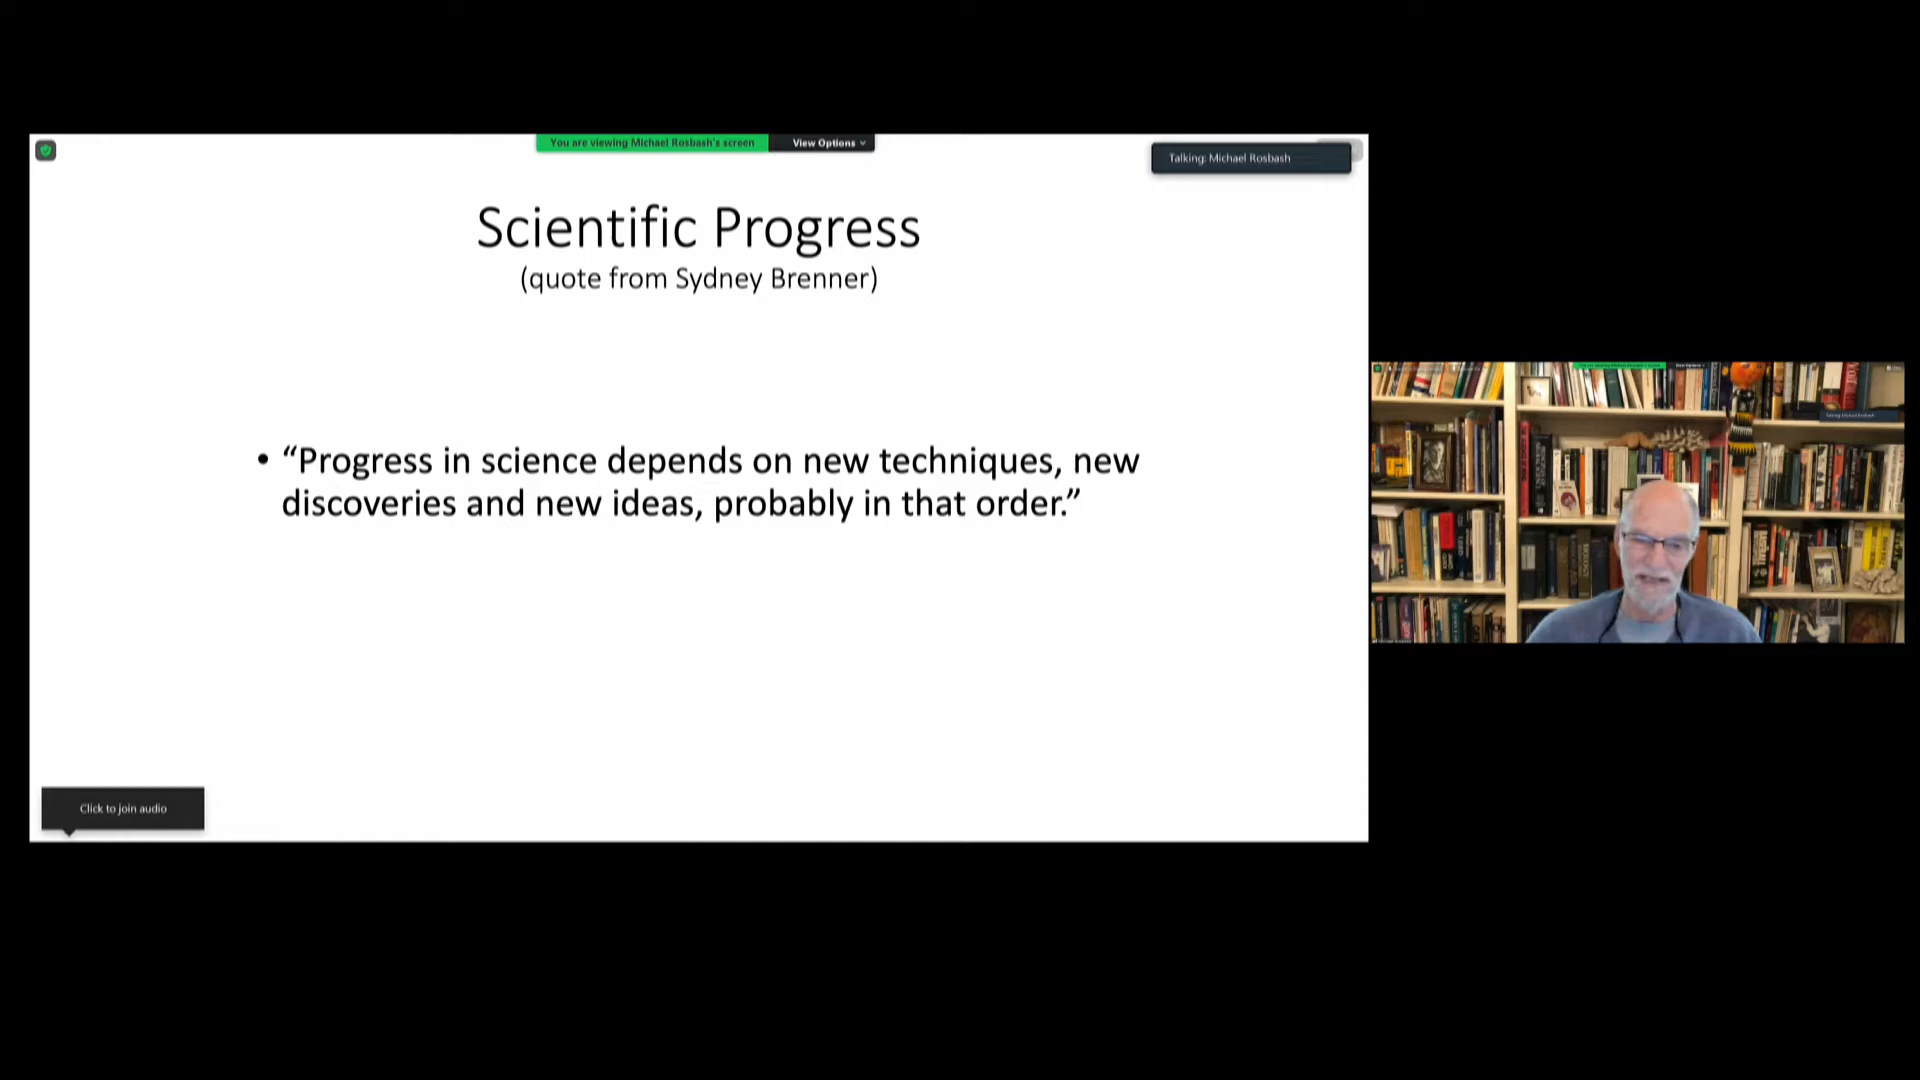 You are viewing Michael Rosbash's screen
View Options
Talking: Michael Rosbash
Scientific Progress
(quote from Sydney Brenner)
• “Progress in science depends on new techniques, new
discoveries and new ideas, probably in that order.”
Click to join audio